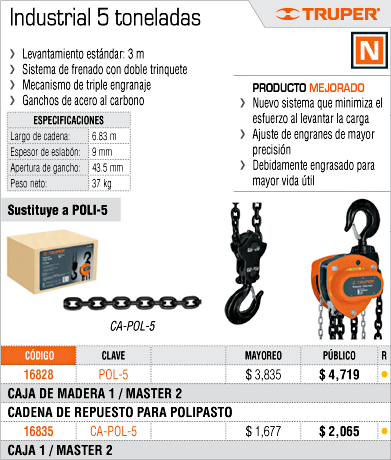 Industrial 5 toneladas
TRUPER
N
Levantamiento estándar: 3 m
Sistema de frenado con doble trinquete
Mecanismo de triple engranaje
Ganchos de acero al carbono
ESPECIFICACIONES
Largo de cadena: 6.83 m
Espesor de eslabón: 9 mm
Apertura de gancho: 43.5 mm
Peso neto: 37 kg
PRODUCTO MEJORADO
Nuevo sistema que minimiza el
esfuerzo al levantar la carga
Ajuste de engranes de mayor
precisión
Debidamente engrasado para
mayor vida útil
Sustituye a POLI-5
CA-POL-5
TRUPER
CÓDIGO CLAVE MAYOREO PÚBLICO R
16828 POL-5 $ 3,835 $ 4,719
CAJA DE MADERA 1 / MASTER 2
CADENA DE REPUESTO PARA POLIPASTO
16835 CA-POL-5 $ 1,677 $ 2,065
CAJA 1 / MASTER 2